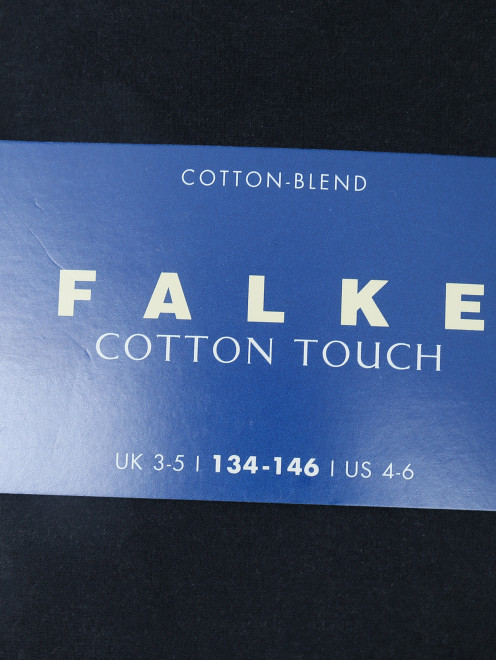 COTTON-BLEND
FALKE
COTTON TOUCH
UK 3-5 | 134-146 | US 4-6